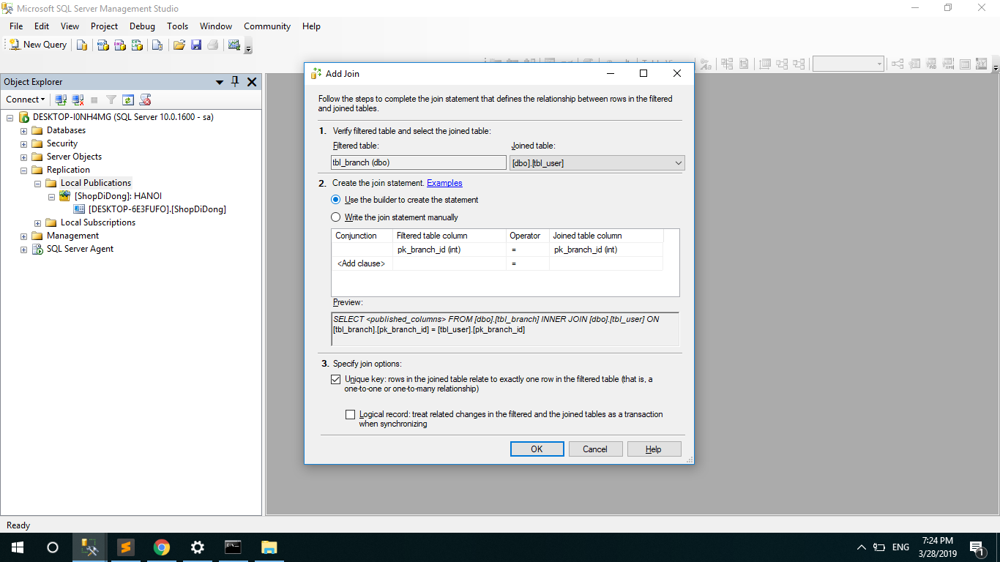 Microsoft SQL Server Management Studio
File Edit View Project Debug Tools Window Community Help
New Query
Object Explorer
Connect
DESKTOP-I0NH4MG (SQL Server 10.0.1600 - sa)
Databases
Security
Server Objects
Replication
Local Publications
[ShopDiDong]: HANOI
[DESKTOP-6E3FUFO].[ShopDiDong]
Local Subscriptions
Management
SQL Server Agent
Add Join
Follow the steps to complete the join statement that defines the relationship between rows in the filtered
and joined tables.
1. Verify filtered table and select the joined table:
Filtered table: Joined table:
tbl_branch (dbo) [dbo].[tbl_user]
2. Create the join statement. Examples
Use the builder to create the statement
Write the join statement manually
Conjunction Filtered table column Operator Joined table column
pk_branch_id (int) = pk_branch_id (int)
<Add clause> =
Preview:
SELECT <published_columns> FROM [dbo].[tbl_branch] INNER JOIN [dbo].[tbl_user] ON
[tbl_branch].[pk_branch_id] = [tbl_user].[pk_branch_id]
3. Specify join options:
Unique key: rows in the joined table relate to exactly one row in the filtered table (that is, a
one-to-one or one-to-many relationship)
Logical record: treat related changes in the filtered and the joined tables as a transaction
when synchronizing
OK Cancel Help
Ready
ENG
7:24 PM
3/28/2019
1